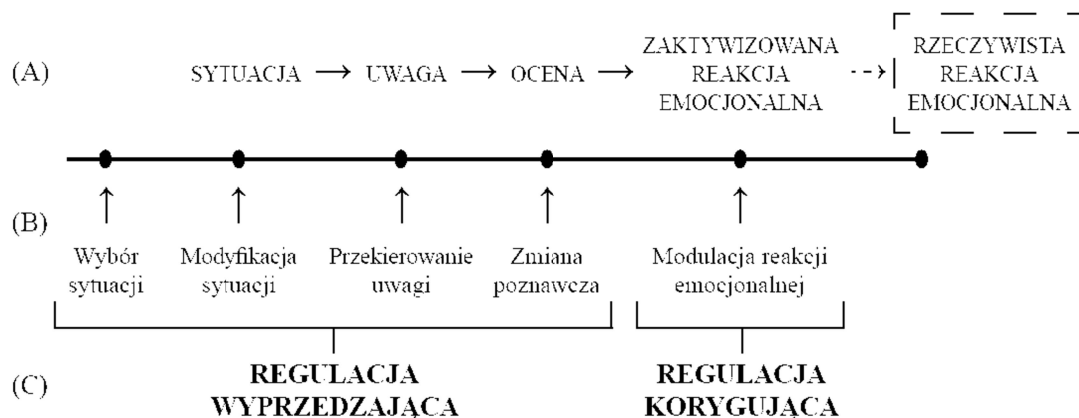 (A)
SYTUACJA → UWAGA → OCENA →
ZAKTYWIZOWANA
REAKCJA
EMOCJONALNA
RZECZYWISTA
REAKCJA
EMOCJONALNA
(B)
Wybór
sytuacji
Modyfikacja
sytuacji
Przekierowanie
uwagi
Zmiana
poznawcza
Modulacja reakcji
emocjonalnej
(C)
REGULACJA
WYPRZEDZAJĄCA
REGULACJA
KORYGUJĄCA